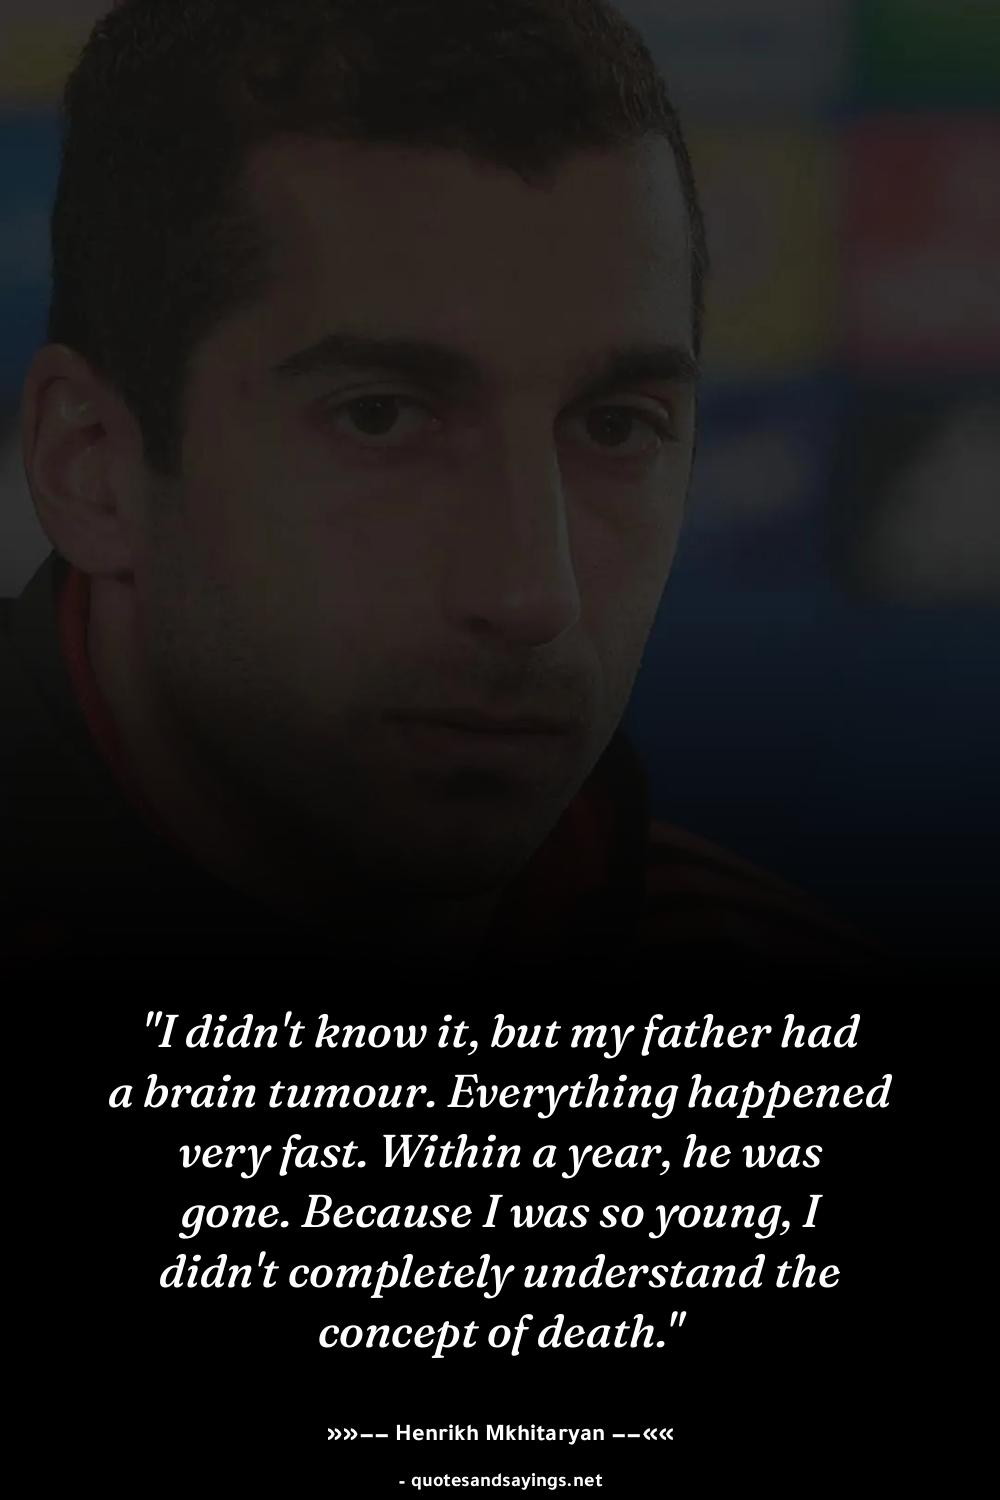 "I didn't know it, but my father had
a brain tumour. Everything happened
very fast. Within a year, he was
gone. Because I was so young, I
didn't completely understand the
concept of death."
»»−− Henrikh Mkhitaryan −−««
- quotesandsayings.net